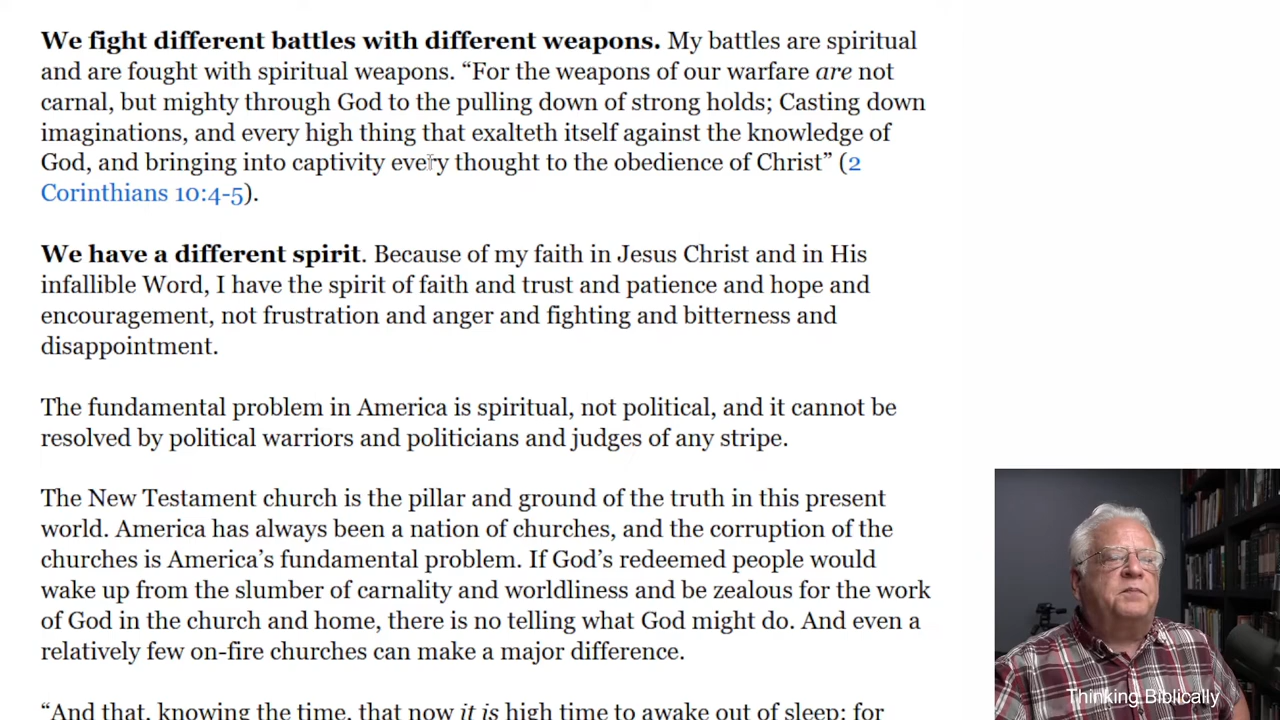 We fight different battles with different weapons. My battles are spiritual
and are fought with spiritual weapons. “For the weapons of our warfare are not
carnal, but mighty through God to the pulling down of strong holds; Casting down
imaginations, and every high thing that exalteth itself against the knowledge of
God, and bringing into captivity every thought to the obedience of Christ” (2
Corinthians 10:4-5).
We have a different spirit. Because of my faith in Jesus Christ and in His
infallible Word, I have the spirit of faith and trust and patience and hope and
encouragement, not frustration and anger and fighting and bitterness and
disappointment.
The fundamental problem in America is spiritual, not political, and it cannot be
resolved by political warriors and politicians and judges of any stripe.
The New Testament church is the pillar and ground of the truth in this present
world. America has always been a nation of churches, and the corruption of the
churches is America’s fundamental problem. If God’s redeemed people would
wake up from the slumber of carnality and worldliness and be zealous for the work
of God in the church and home, there is no telling what God might do. And even a
relatively few on-fire churches can make a major difference.
“And that, knowing the time, that now it is high time to awake out of sleep: for
Thinking Biblically